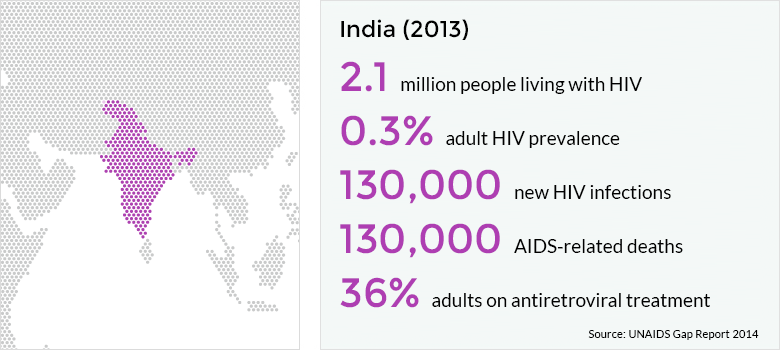 India (2013)
2.1 million people living with HIV
0.3% adult HIV prevalence
130,000 new HIV infections
130,000 AIDS-related deaths
36% adults on antiretroviral treatment
Source: UNAIDS Gap Report 2014